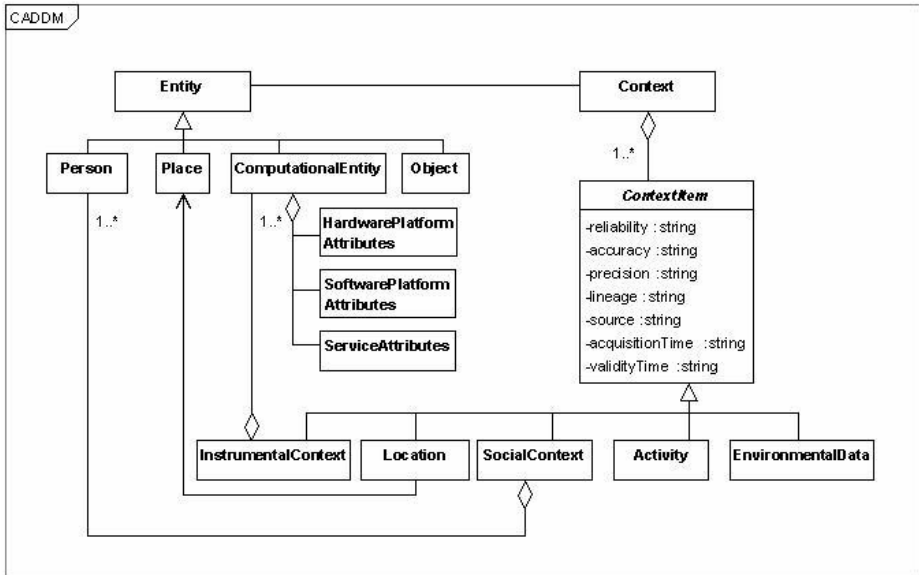 CADDM
Entity
Context
1..*
Person
Place
ComputationalEntity
Object
ContextItem
-reliability : string
-accuracy : string
-precision : string
-lineage : string
-source : string
-acquisitionTime : string
-validityTime : string
1..*
1..*
HardwarePlatform
Attributes
SoftwarePlatform
Attributes
ServiceAttributes
InstrumentalContext
Location
SocialContext
Activity
EnvironmentalData